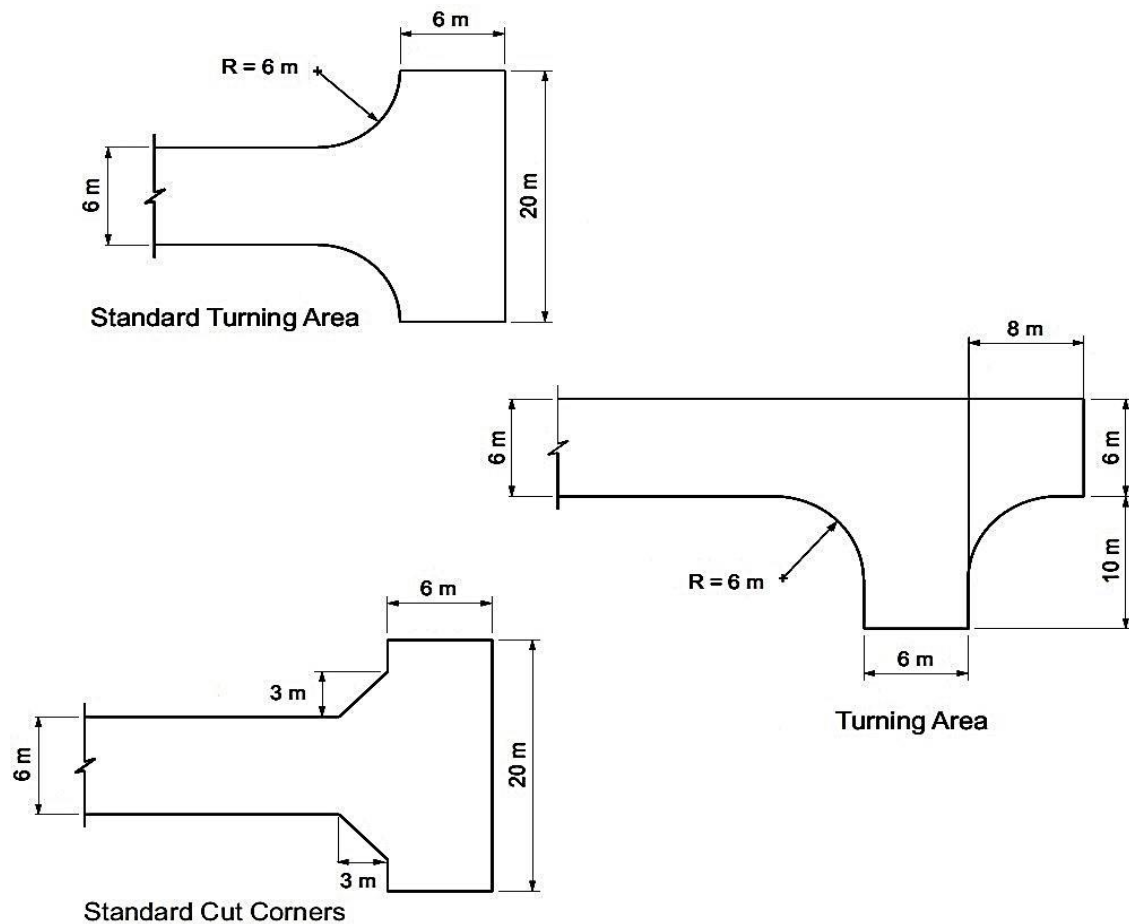 6 m
R = 6 m
6 m
20 m
Standard Turning Area
8 m
6 m
6 m
R = 6 m
10 m
6 m
Turning Area
6 m
3 m
6 m
20 m
3 m
Standard Cut Corners